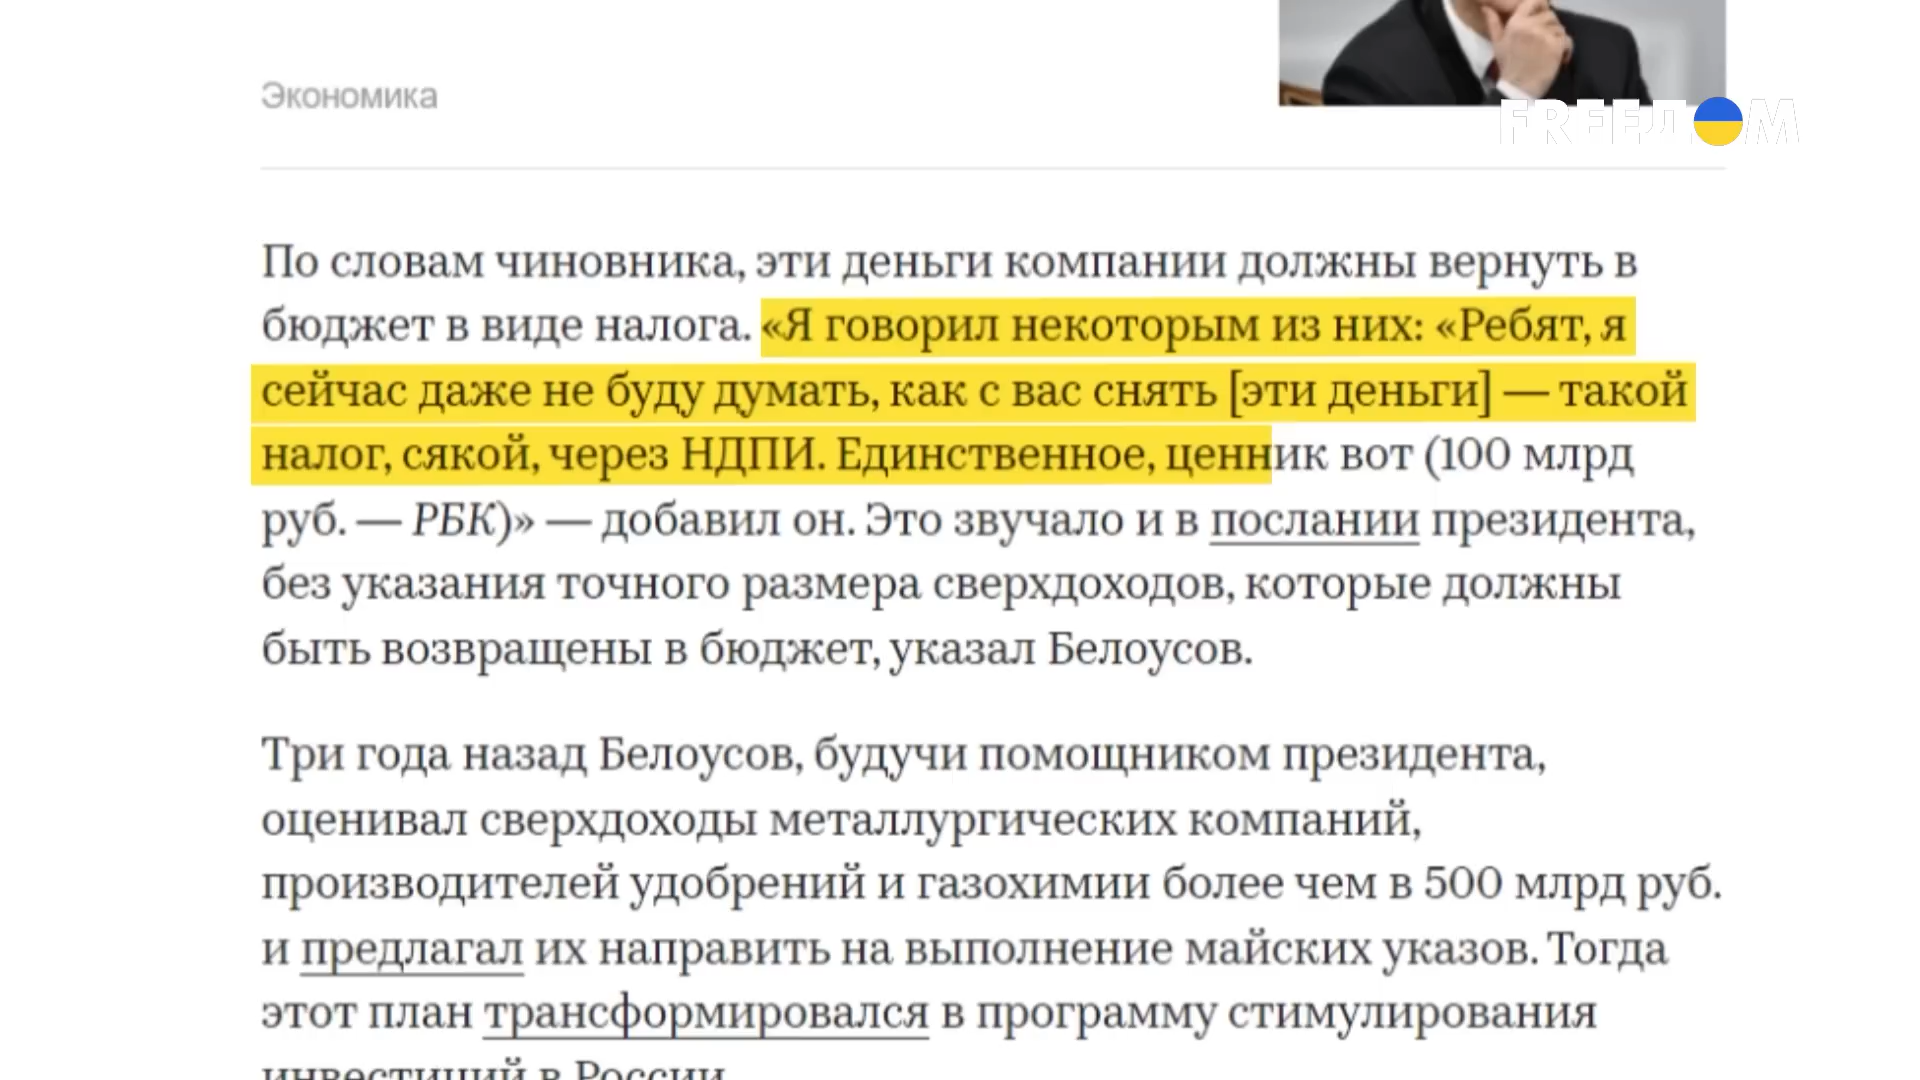 Экономика
FREEДOM
По словам чиновника, эти деньги компании должны вернуть в
бюджет в виде налога. «Я говорил некоторым из них: «Ребят, я
сейчас даже не буду думать, как с вас снять [эти деньги] — такой
налог, сякой, через НДПИ. Единственное, ценник вот (100 млрд
руб. — РБК)» — добавил он. Это звучало и в послании президента,
без указания точного размера сверхдоходов, которые должны
быть возвращены в бюджет, указал Белоусов.
Три года назад Белоусов, будучи помощником президента,
оценивал сверхдоходы металлургических компаний,
производителей удобрений и газохимии более чем в 500 млрд руб.
и предлагал их направить на выполнение майских указов. Тогда
этот план трансформировался в программу стимулирования
инвестиций в России.